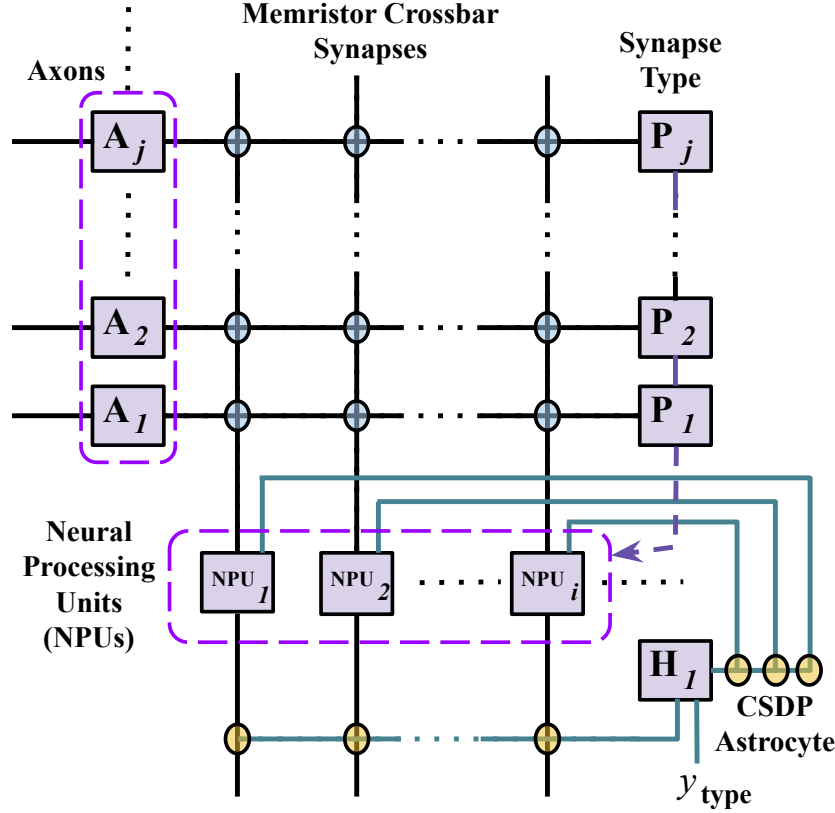 Memristor Crossbar
Synapses
Axons
Synapse
Type
A j
P j
A 2
P 2
A 1
P 1
Neural
Processing
Units
(NPUs)
NPU 1
NPU 2
NPU i
H 1
CSDP
Astrocyte
y type